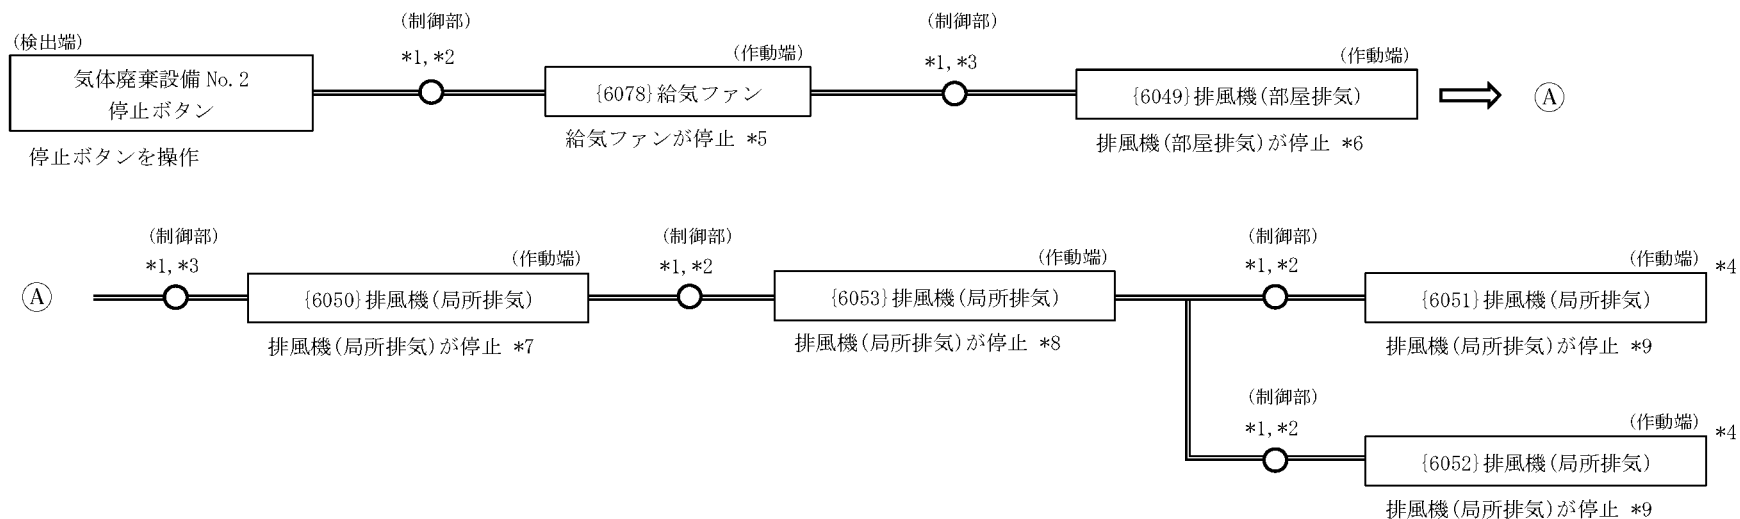 (検出端)
気体廃棄設備 No.2
停止ボタン
停止ボタンを操作
(制御部)
*1,*2
(作動端)
{6078}給気ファン
給気ファンが停止 *5
(制御部)
*1,*3
(作動端)
{6049}排風機(部屋排気)
排風機(部屋排気)が停止 *6
Ⓐ
Ⓐ
(制御部)
*1,*3
(作動端)
{6050}排風機(局所排気)
排風機(局所排気)が停止 *7
(制御部)
*1,*2
(作動端)
{6053}排風機(局所排気)
排風機(局所排気)が停止 *8
(制御部)
*1,*2
(作動端) *4
{6051}排風機(局所排気)
排風機(局所排気)が停止 *9
(制御部)
*1,*2
(作動端) *4
{6052}排風機(局所排気)
排風機(局所排気)が停止 *9